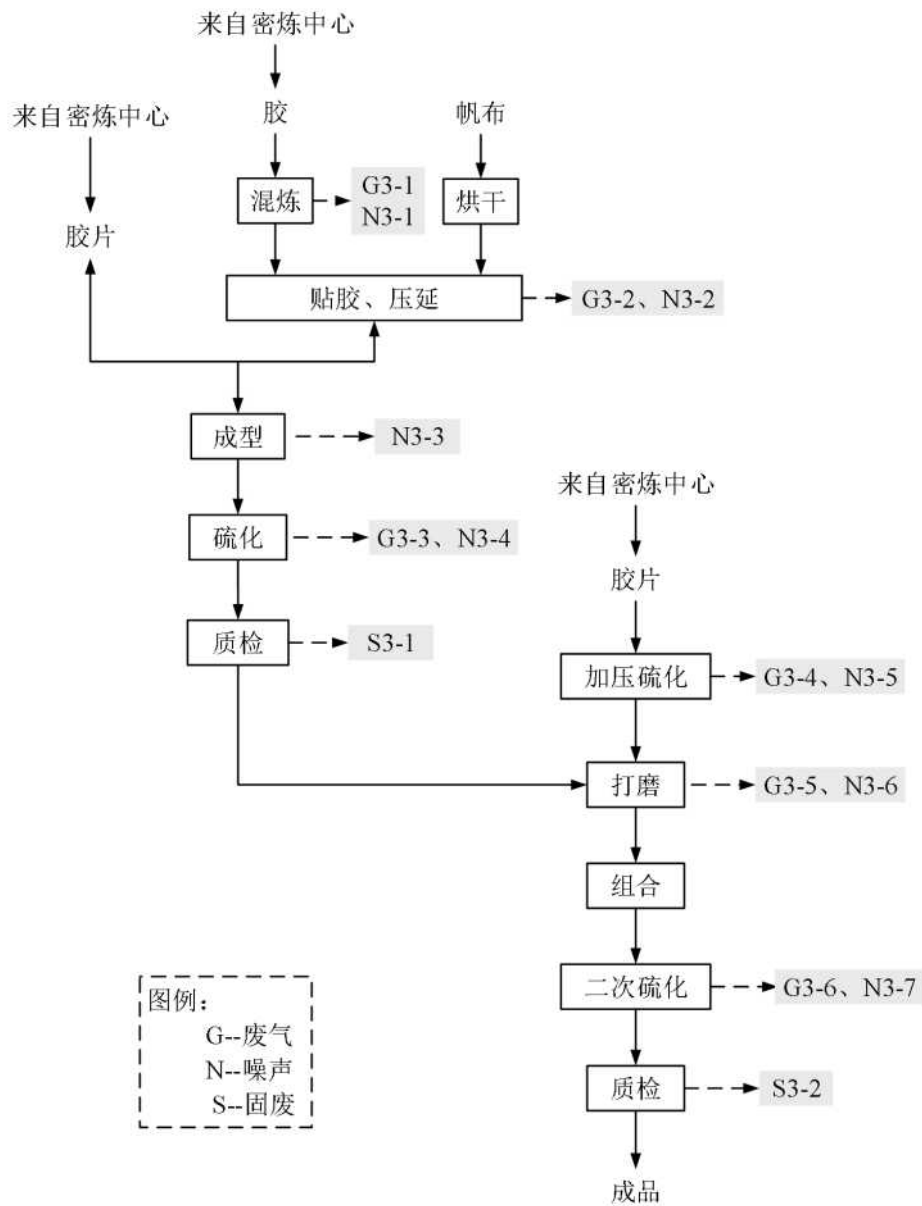 来自密炼中心
来自密炼中心
胶
帆布
混炼
G3-1
N3-1
烘干
胶片
贴胶、压延
G3-2、N3-2
成型
N3-3
来自密炼中心
硫化
G3-3、N3-4
胶片
质检
S3-1
加压硫化
G3-4、N3-5
打磨
G3-5、N3-6
组合
二次硫化
G3-6、N3-7
图例：
G--废气
N--噪声
S--固废
质检
S3-2
成品